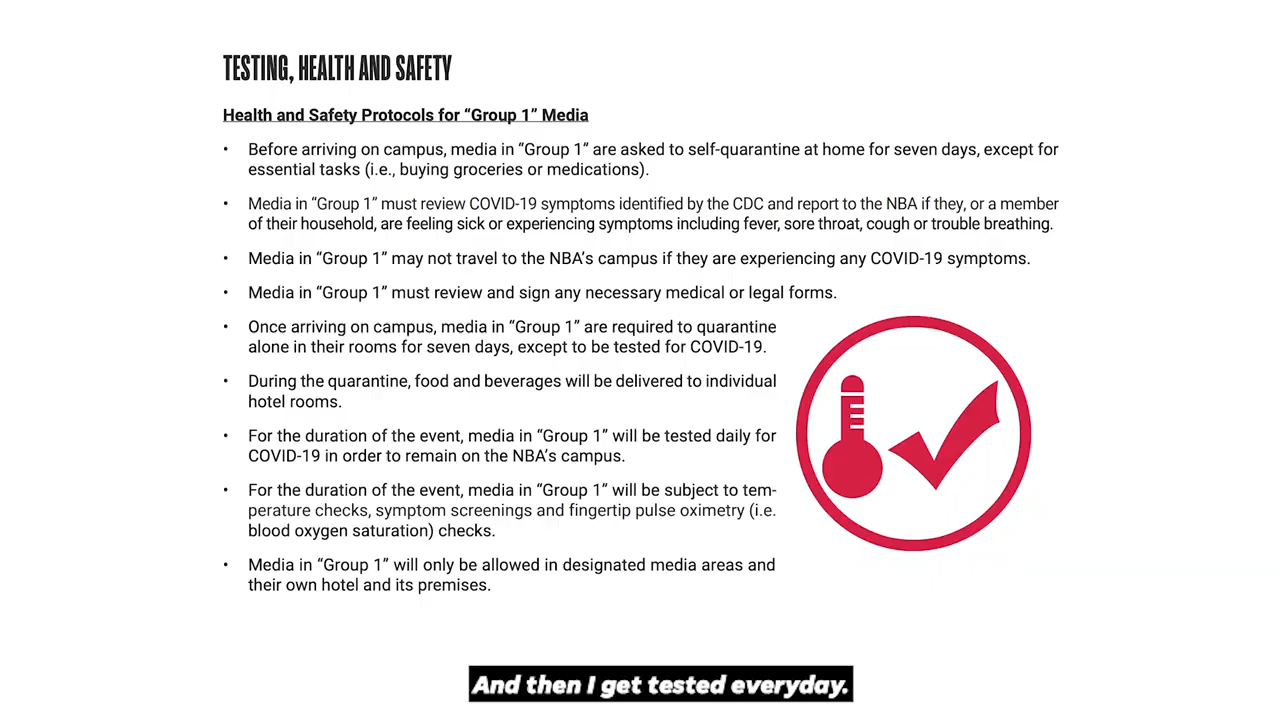 TESTING, HEALTH AND SAFETY
Health and Safety Protocols for “Group 1” Media
• Before arriving on campus, media in “Group 1” are asked to self-quarantine at home for seven days, except for
essential tasks (i.e., buying groceries or medications).
• Media in “Group 1” must review COVID-19 symptoms identified by the CDC and report to the NBA if they, or a member
of their household, are feeling sick or experiencing symptoms including fever, sore throat, cough or trouble breathing.
• Media in “Group 1” may not travel to the NBA’s campus if they are experiencing any COVID-19 symptoms.
• Media in “Group 1” must review and sign any necessary medical or legal forms.
• Once arriving on campus, media in “Group 1” are required to quarantine
alone in their rooms for seven days, except to be tested for COVID-19.
• During the quarantine, food and beverages will be delivered to individual
hotel rooms.
• For the duration of the event, media in “Group 1” will be tested daily for
COVID-19 in order to remain on the NBA’s campus.
• For the duration of the event, media in “Group 1” will be subject to tem-
perature checks, symptom screenings and fingertip pulse oximetry (i.e.
blood oxygen saturation) checks.
• Media in “Group 1” will only be allowed in designated media areas and
their own hotel and its premises.
And then I get tested everyday.